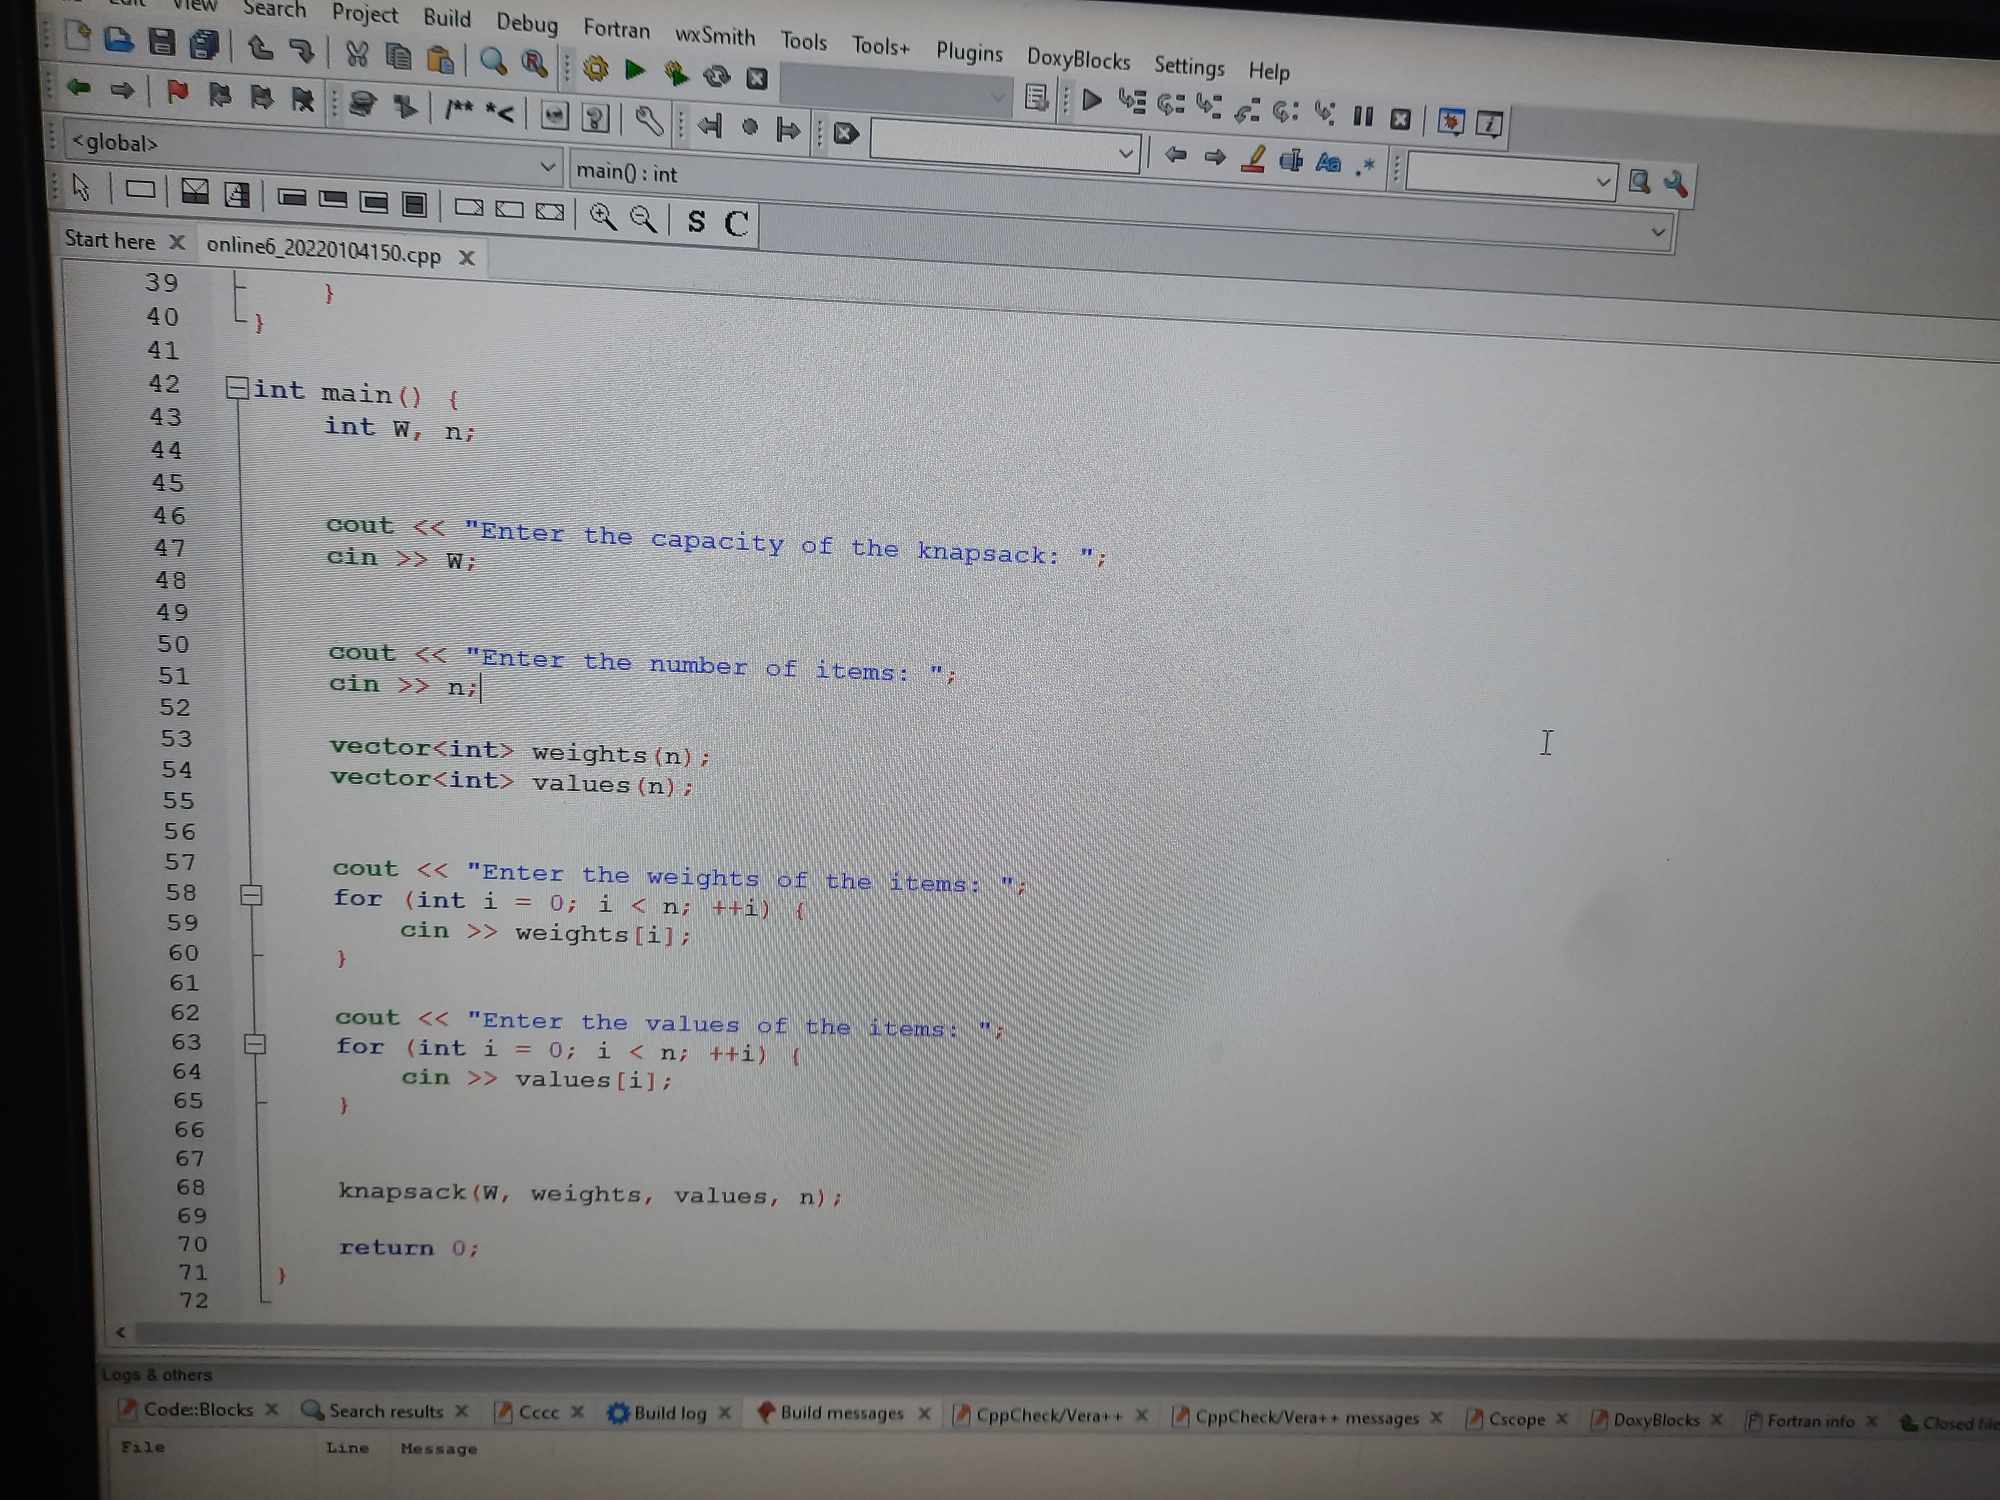 View Search Project Build Debug Fortran wxSmith Tools Tools+ Plugins DoxyBlocks Settings Help
/** *<
<global>
main() : int
Aa .*
S C
Start here
online6_20220104150.cpp
39 }
40 }
41
42 int main() {
43 int W, n;
44
45
46 cout << "Enter the capacity of the knapsack: ";
47 cin >> W;
48
49
50 cout << "Enter the number of items: ";
51 cin >> n;
52
53 vector<int> weights(n);
54 vector<int> values(n);
55
56
57 cout << "Enter the weights of the items: ";
58 for (int i = 0; i < n; ++i) {
59 cin >> weights[i];
60 }
61
62 cout << "Enter the values of the items: ";
63 for (int i = 0; i < n; ++i) {
64 cin >> values[i];
65 }
66
67
68 knapsack(W, weights, values, n);
69
70 return 0;
71 }
72
Logs & others
Code::Blocks Search results Cccc Build log Build messages CppCheck/Vera++ CppCheck/Vera++ messages Cscope DoxyBlocks Fortran info Closed file
File Line Message